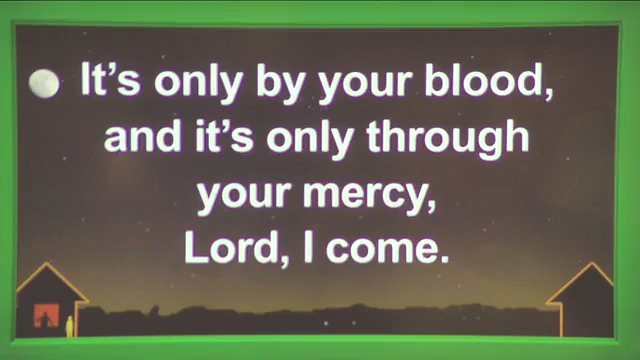 It's only by your blood,
and it's only through
your mercy,
Lord, I come.